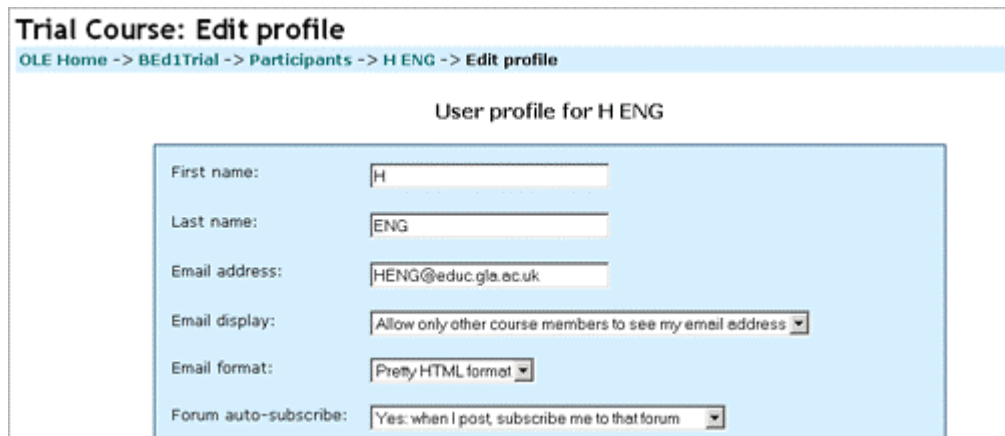 Trial Course: Edit profile
OLE Home -> BEd1Trial -> Participants -> H ENG -> Edit profile
User profile for H ENG
First name: H
Last name: ENG
Email address: HENG@educ.gla.ac.uk
Email display: Allow only other course members to see my email address
Email format: Pretty HTML format
Forum auto-subscribe: Yes: when I post, subscribe me to that forum